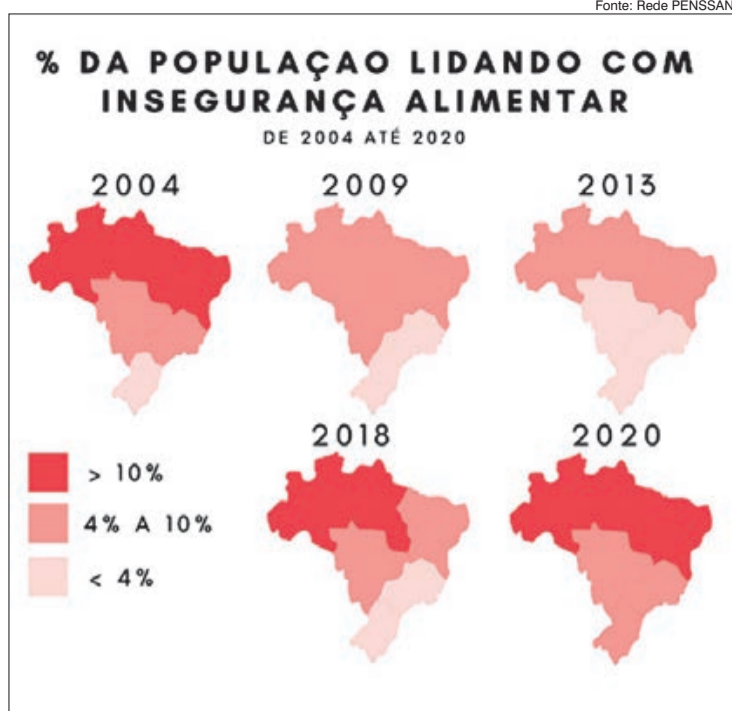 Fonte: Rede PENSSAN
% DA POPULAÇAO LIDANDO COM
INSEGURANÇA ALIMENTAR
DE 2004 ATÉ 2020
2004
2009
2013
2018
2020
> 10%
4% A 10%
< 4%